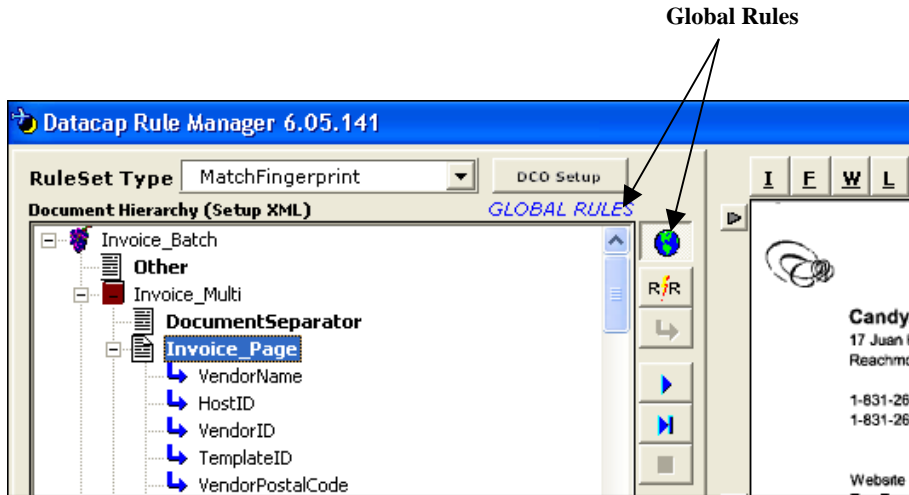 Global Rules
Datacap Rule Manager 6.05.141
RuleSet Type MatchFingerprint DCO Setup
I F W L
Document Hierarchy (Setup XML) GLOBAL RULES
Invoice_Batch
Other
R/R
Invoice_Multi
DocumentSeparator
Invoice_Page
VendorName
HostID
VendorID
TemplateID
VendorPostalCode
Candy
17 Juan
Reachmo
1-831-26
1-831-26
Website